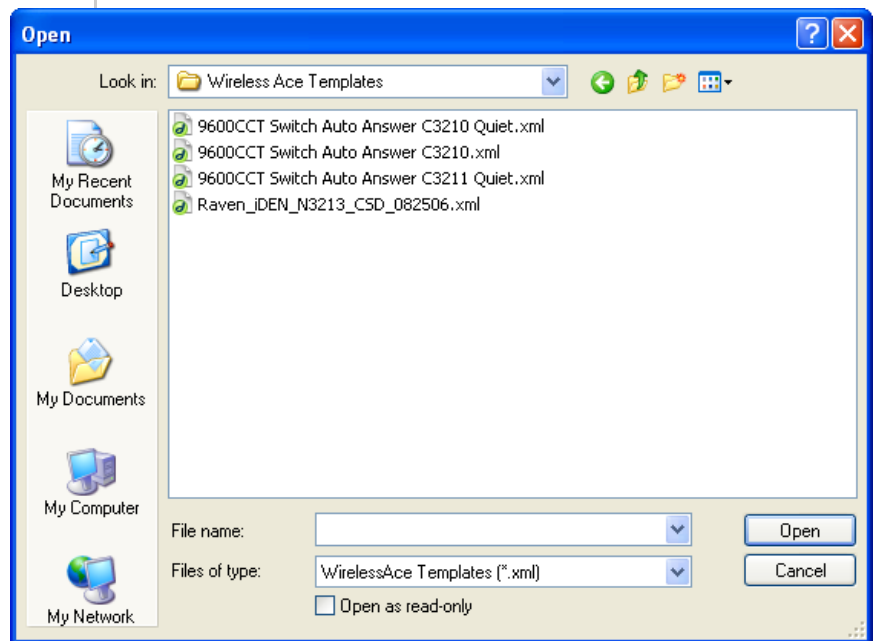 Open
Look in: Wireless Ace Templates
My Recent
Documents
Desktop
My Documents
My Computer
My Network
9600CCT Switch Auto Answer C3210 Quiet.xml
9600CCT Switch Auto Answer C3210.xml
9600CCT Switch Auto Answer C3211 Quiet.xml
Raven_iDEN_N3213_CSD_082506.xml
File name: Open
Files of type: WirelessAce Templates (*.xml) Cancel
Open as read-only